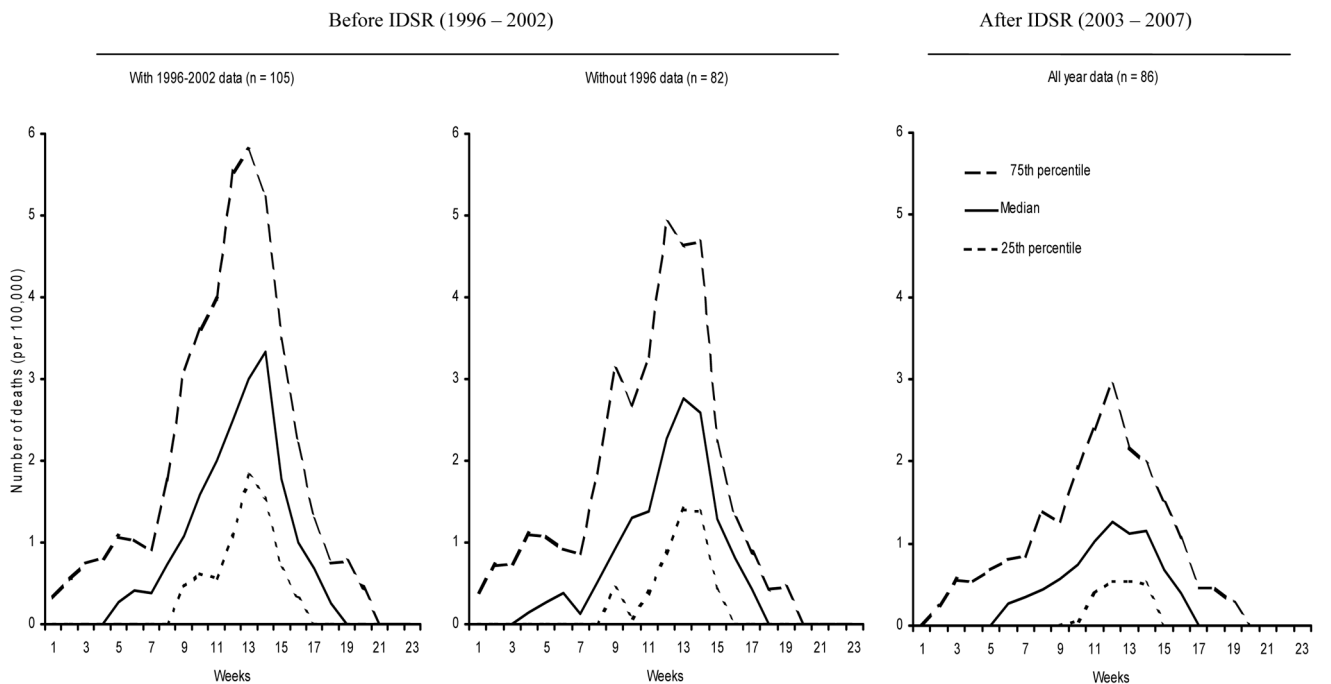 Before IDSR (1996 – 2002)
After IDSR (2003 – 2007)
With 1996-2002 data (n = 105)
Without 1996 data (n = 82)
All year data (n = 86)
Number of deaths (per 100,000)
6
5
4
3
2
1
0
1 3 5 7 9 11 13 15 17 19 21 23
Weeks
6
5
4
3
2
1
0
1 3 5 7 9 11 13 15 17 19 21 23
Weeks
6
5
4
3
2
1
0
75th percentile
Median
25th percentile
1 3 5 7 9 11 13 15 17 19 21 23
Weeks